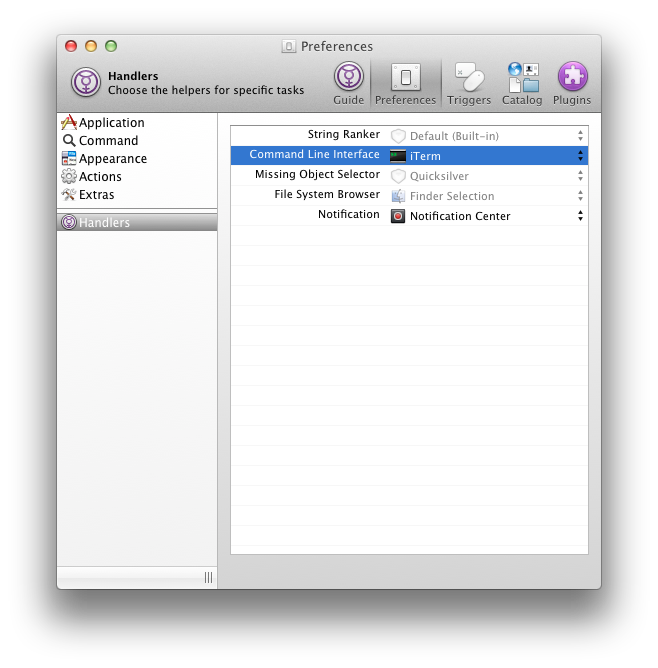 Preferences
Handlers
Choose the helpers for specific tasks
Guide
Preferences
Triggers
Catalog
Plugins
Application
Command
Appearance
Actions
Extras
Handlers
String Ranker Default (Built-in)
Command Line Interface iTerm
Missing Object Selector Quicksilver
File System Browser Finder Selection
Notification Notification Center